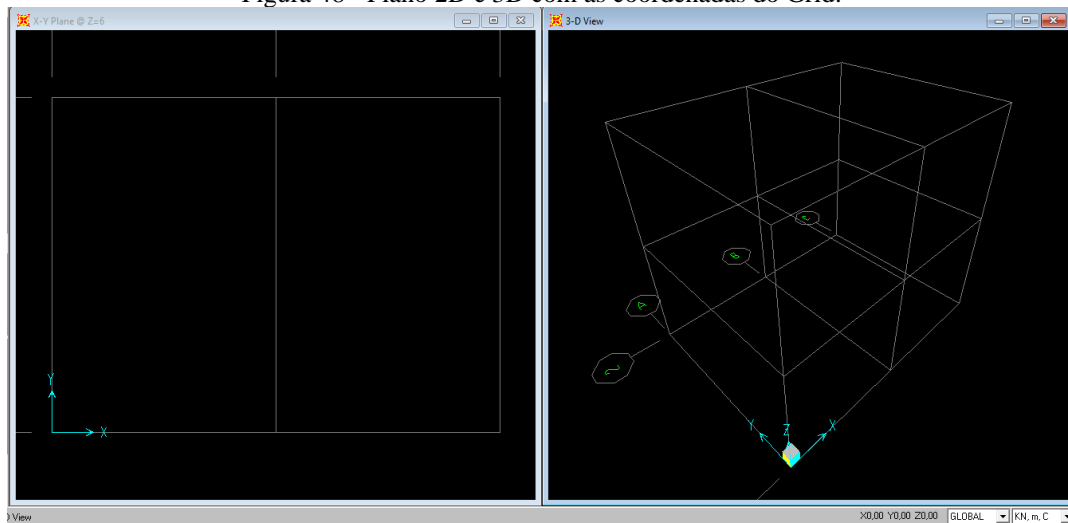 Figura 48 - Plano 2D e 3D com as coordenadas do Grid.
X-Y Plane @ Z=6
3-D View
B
A
2
Y
X
Y
Z
X
D View
X0,00 Y0,00 Z0,00
GLOBAL
KN, m, C